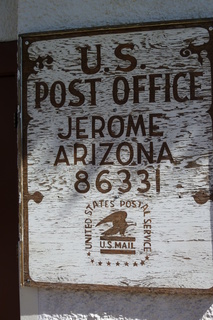 U.S.
POST OFFICE
JEROME
ARIZONA
86331
UNITED STATES POSTAL SERVICE
U.S.MAIL